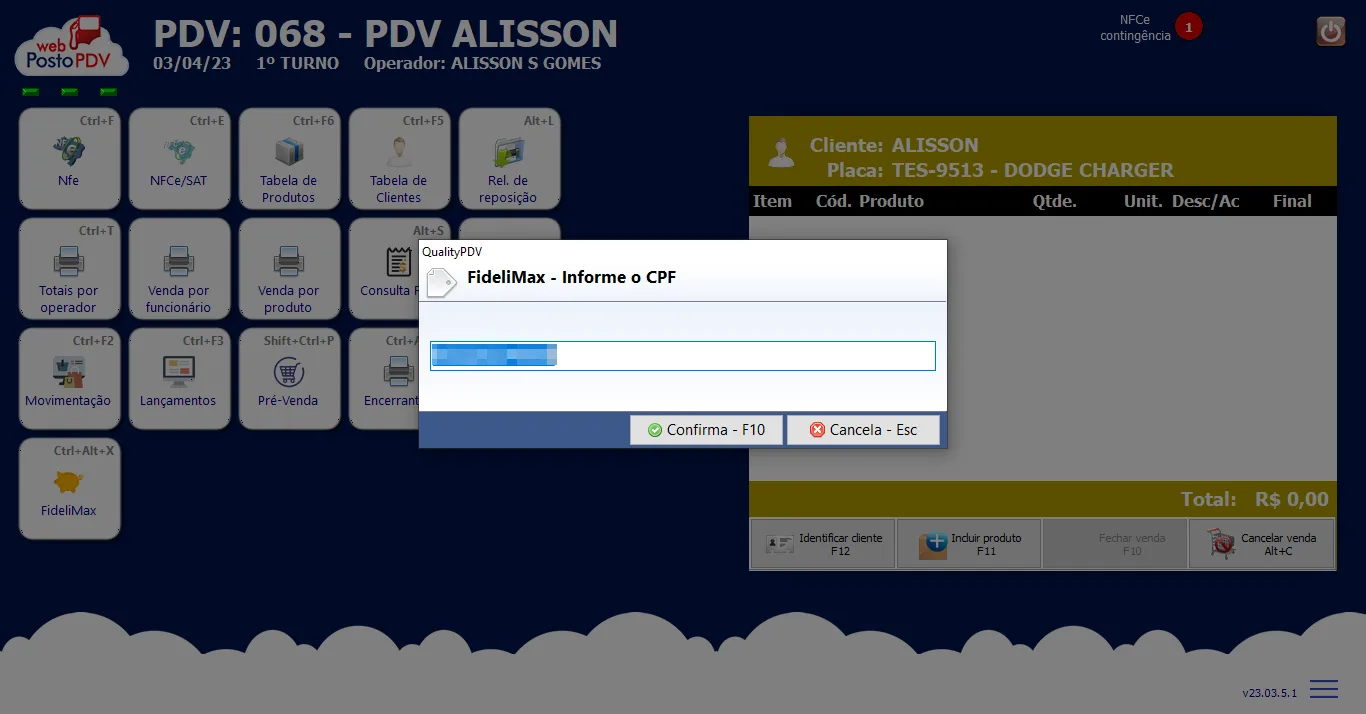 web
PostoPDV
PDV: 068 - PDV ALISSON
03/04/23 1º TURNO Operador: ALISSON S GOMES
NFCe
contingência
1
Ctrl+F
Nfe
Ctrl+E
NFCe/SAT
Ctrl+F6
Tabela de
Produtos
Ctrl+F5
Tabela de
Clientes
Alt+L
Rel. de
reposição
Ctrl+T
Totais por
operador
Venda por
funcionário
Venda por
produto
Alt+S
Consulta
Ctrl+F2
Movimentação
Ctrl+F3
Lançamentos
Shift+Ctrl+P
Pré-Venda
Ctrl+A
Encerrant
Ctrl+Alt+X
FideliMax
QualityPDV
FideliMax - Informe o CPF
Confirma - F10
Cancela - Esc
Cliente: ALISSON
Placa: TES-9513 - DODGE CHARGER
Item Cód. Produto Qtde. Unit. Desc/Ac Final
Total: R$ 0,00
Identificar cliente
F12
Incluir produto
F11
Fechar venda
F10
Cancelar venda
Alt+C
v23.03.5.1